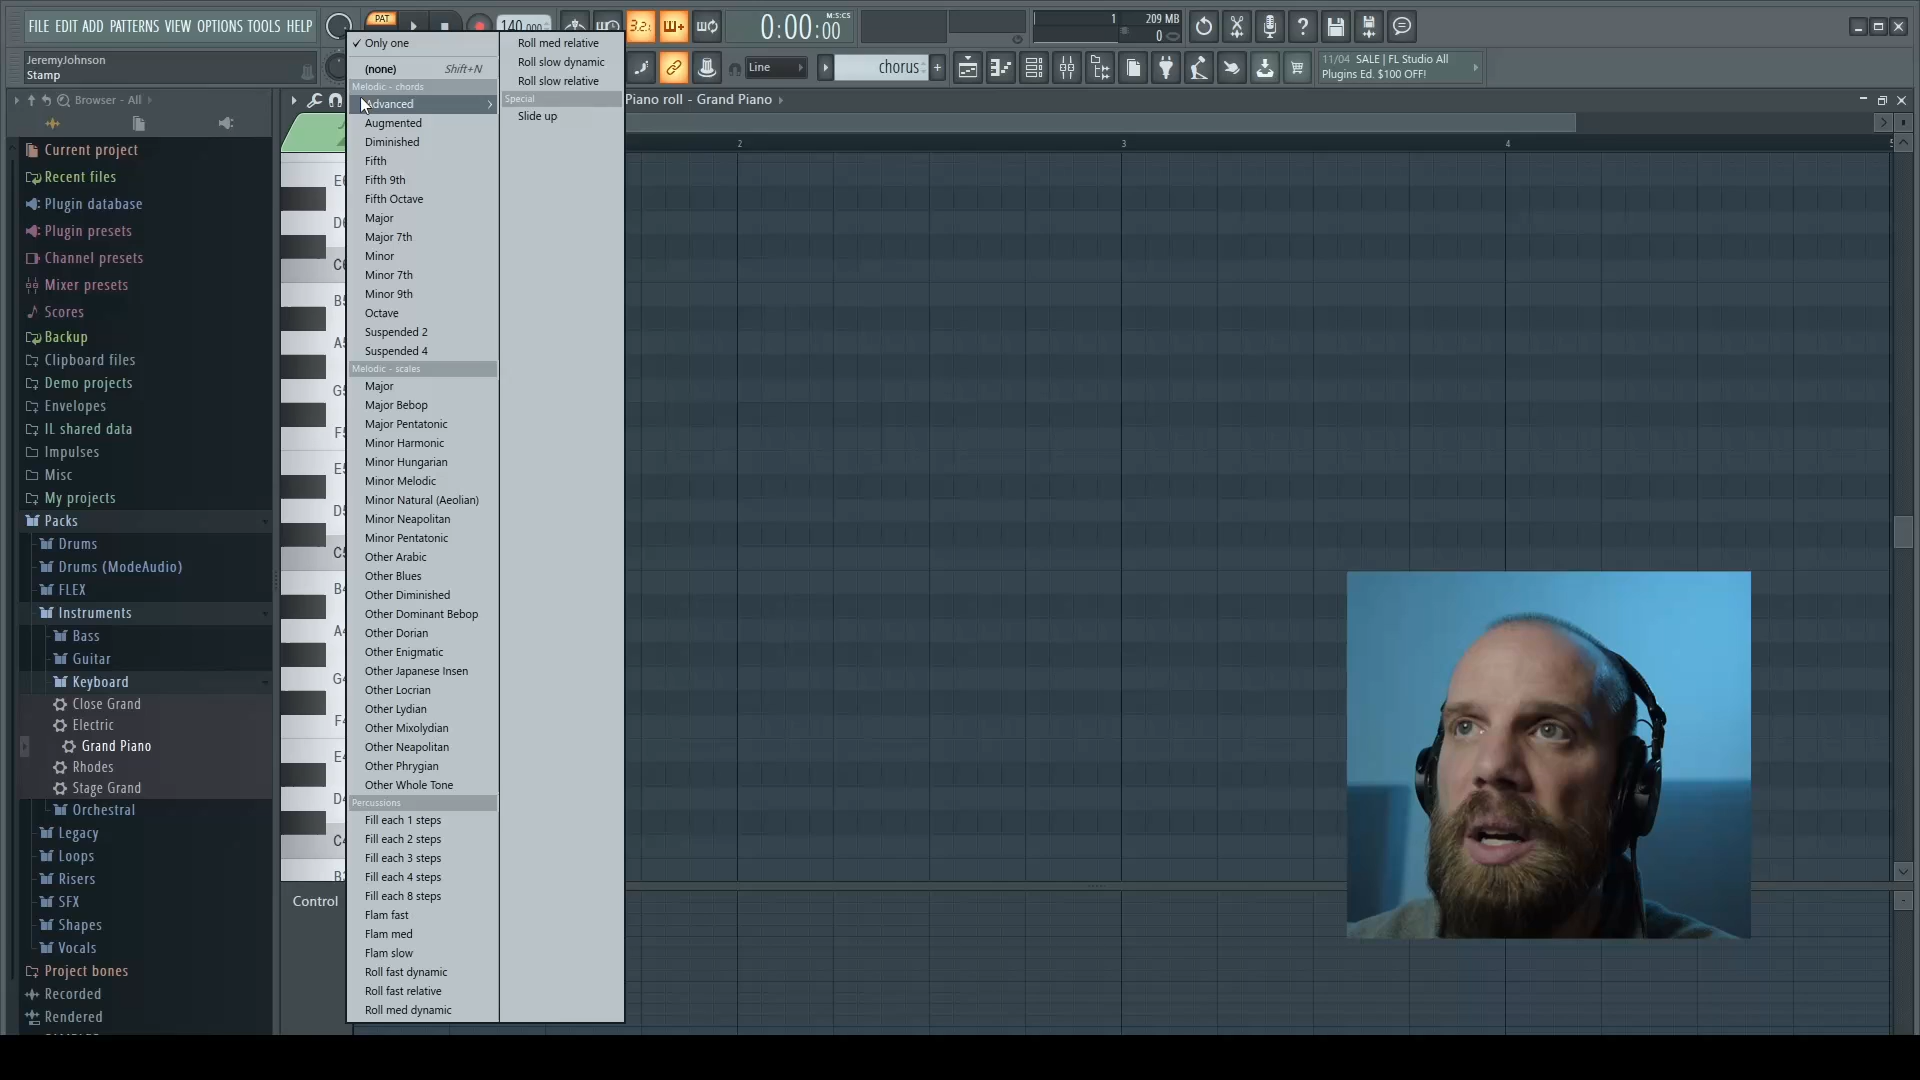 FILE EDIT ADD PATTERNS VIEW OPTIONS TOOLS HELP
PAT
140.000
3.2
0:00:00
M:S:CS
1
209 MB
0
JeremyJohnson
Stamp
Line
chorus
11/04 SALE | FL Studio All
Plugins Ed. $100 OFF!
Browser - All
Piano roll - Grand Piano
2
3
4
5
Current project
Recent files
Plugin database
Plugin presets
Channel presets
Mixer presets
Scores
Backup
Clipboard files
Demo projects
Envelopes
IL shared data
Impulses
Misc
My projects
Packs
Drums
Drums (ModeAudio)
FLEX
Instruments
Bass
Guitar
Keyboard
Close Grand
Electric
Grand Piano
Rhodes
Stage Grand
Orchestral
Legacy
Loops
Risers
SFX
Shapes
Vocals
Project bones
Recorded
Rendered
Control
Only one
(none) Shift+N
Melodic - chords
Advanced
Augmented
Diminished
Fifth
Fifth 9th
Fifth Octave
Major
Major 7th
Minor
Minor 7th
Minor 9th
Octave
Suspended 2
Suspended 4
Melodic - scales
Major
Major Bebop
Major Pentatonic
Minor Harmonic
Minor Hungarian
Minor Melodic
Minor Natural (Aeolian)
Minor Neapolitan
Minor Pentatonic
Other Arabic
Other Blues
Other Diminished
Other Dominant Bebop
Other Dorian
Other Enigmatic
Other Japanese Insen
Other Locrian
Other Lydian
Other Mixolydian
Other Neapolitan
Other Phrygian
Other Whole Tone
Percussions
Fill each 1 steps
Fill each 2 steps
Fill each 3 steps
Fill each 4 steps
Fill each 8 steps
Flam fast
Flam med
Flam slow
Roll fast dynamic
Roll fast relative
Roll med dynamic
Roll med relative
Roll slow dynamic
Roll slow relative
Special
Slide up